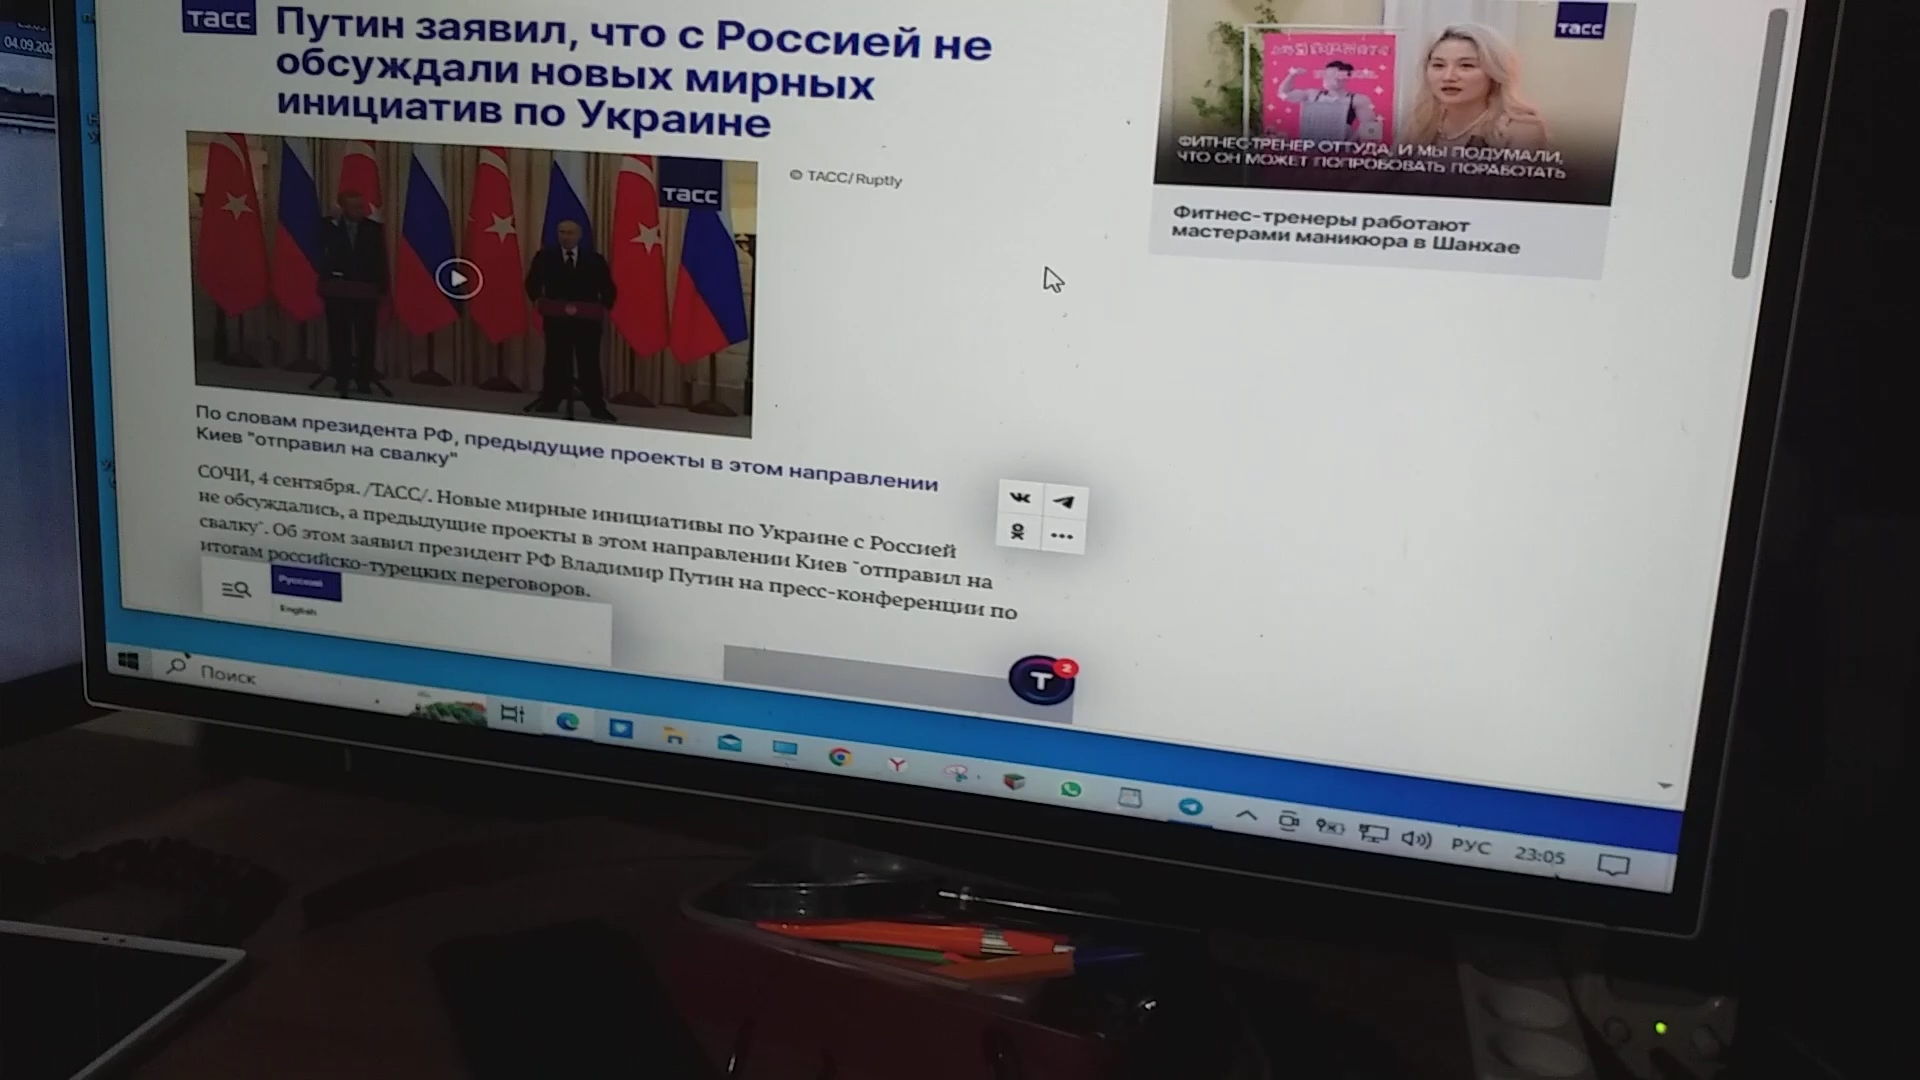 04.09.202
тасс
Путин заявил, что с Россией не
обсуждали новых мирных
инициатив по Украине
тасс
© ТАСС/Ruptly
По словам президента РФ, предыдущие проекты в этом направлении
Киев "отправил на свалку"
СОЧИ, 4 сентября. /ТАСС/. Новые мирные инициативы по Украине с Россией
не обсуждались, а предыдущие проекты в этом направлении Киев "отправил на
свалку". Об этом заявил президент РФ Владимир Путин на пресс-конференции по
итогам российско-турецких переговоров.
Русский
English
тасс
ФИТНЕС-ТРЕНЕР ОТТУДА, И МЫ ПОДУМАЛИ,
ЧТО ОН МОЖЕТ ПОПРОБОВАТЬ ПОРАБОТАТЬ
Фитнес-тренеры работают
мастерами маникюра в Шанхае
Т
2
Поиск
РУС
23:05